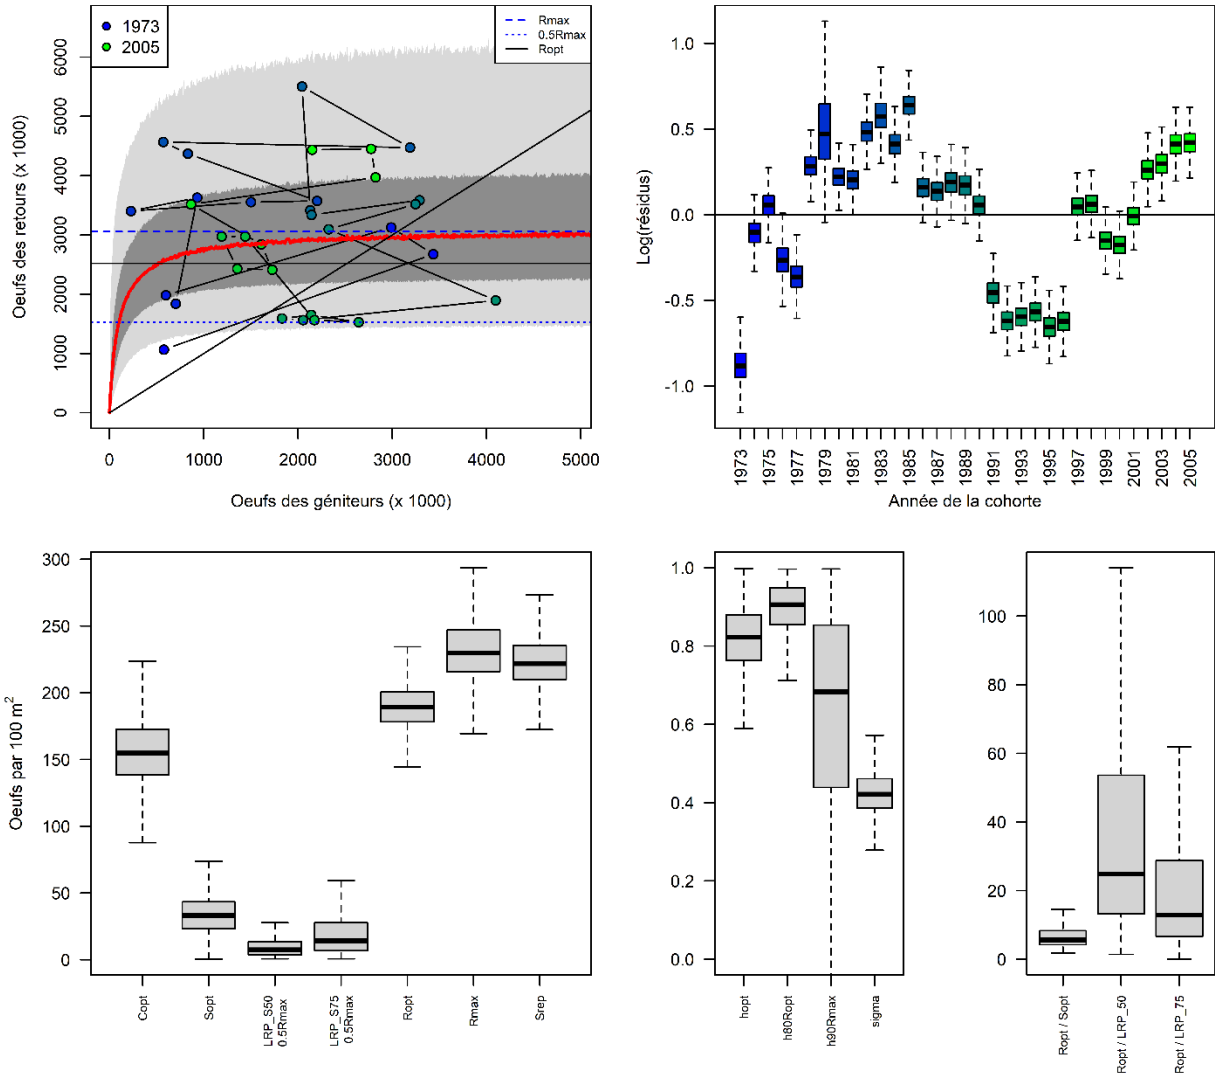 1973
2005
Rmax
0.5Rmax
Ropt
Oeufs des retours (x 1000)
6000
5000
4000
3000
2000
1000
0
0 1000 2000 3000 4000 5000
Oeufs des géniteurs (x 1000)
Log(résidus)
1.0
0.5
0.0
-0.5
-1.0
1973 1975 1977 1979 1981 1983 1985 1987 1989 1991 1993 1995 1997 1999 2001 2003 2005
Année de la cohorte
Oeufs par 100 m²
300
250
200
150
100
50
0
Copt
Sopt
LRP_S50
0.5Rmax
LRP_S75
0.5Rmax
Ropt
Rmax
Srep
1.0
0.8
0.6
0.4
0.2
0.0
hopt
h80Ropt
h90Rmax
sigma
100
80
60
40
20
0
Ropt / Sopt
Ropt / LRP_50
Ropt / LRP_75